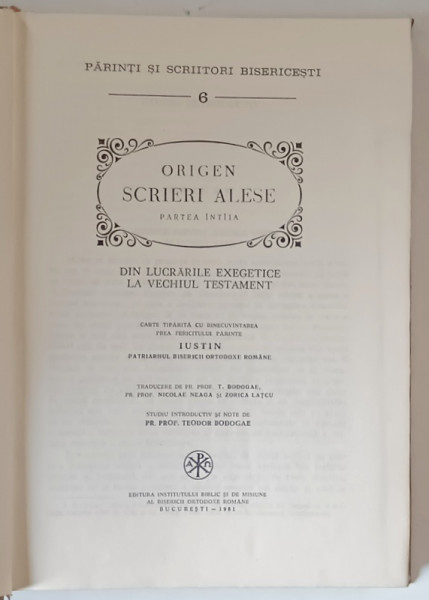 PĂRINȚI ȘI SCRIITORI BISERICEȘTI
6
ORIGEN
SCRIERI ALESE
PARTEA ÎNTÎIA
DIN LUCRĂRILE EXEGETICE
LA VECHIUL TESTAMENT
CARTE TIPĂRITĂ CU BINECUVÎNTAREA
PREA FERICITULUI PĂRINTE
IUSTIN
PATRIARHUL BISERICII ORTODOXE ROMÂNE
TRADUCERE DE PR. PROF. T. BODOGAE,
PR. PROF. NICOLAE NEAGA și ZORICA LAȚCU
STUDIU INTRODUCTIV ȘI NOTE DE
PR. PROF. TEODOR BODOGAE
A P Ω
EDITURA INSTITUTULUI BIBLIC ȘI DE MISIUNE
AL BISERICII ORTODOXE ROMÂNE
BUCUREȘTI — 1981